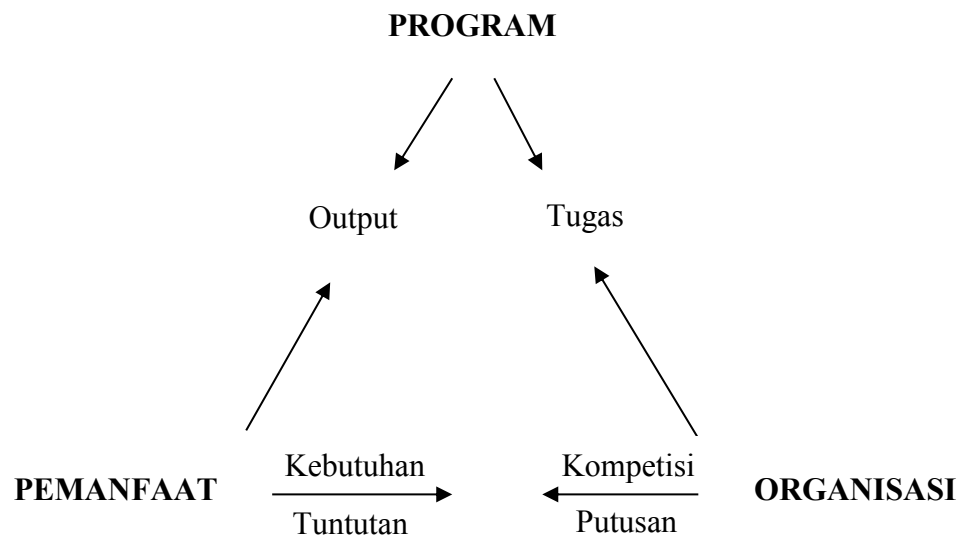 PROGRAM
Output Tugas
Kebutuhan Kompetisi
PEMANFAAT ORGANISASI
Tuntutan Putusan